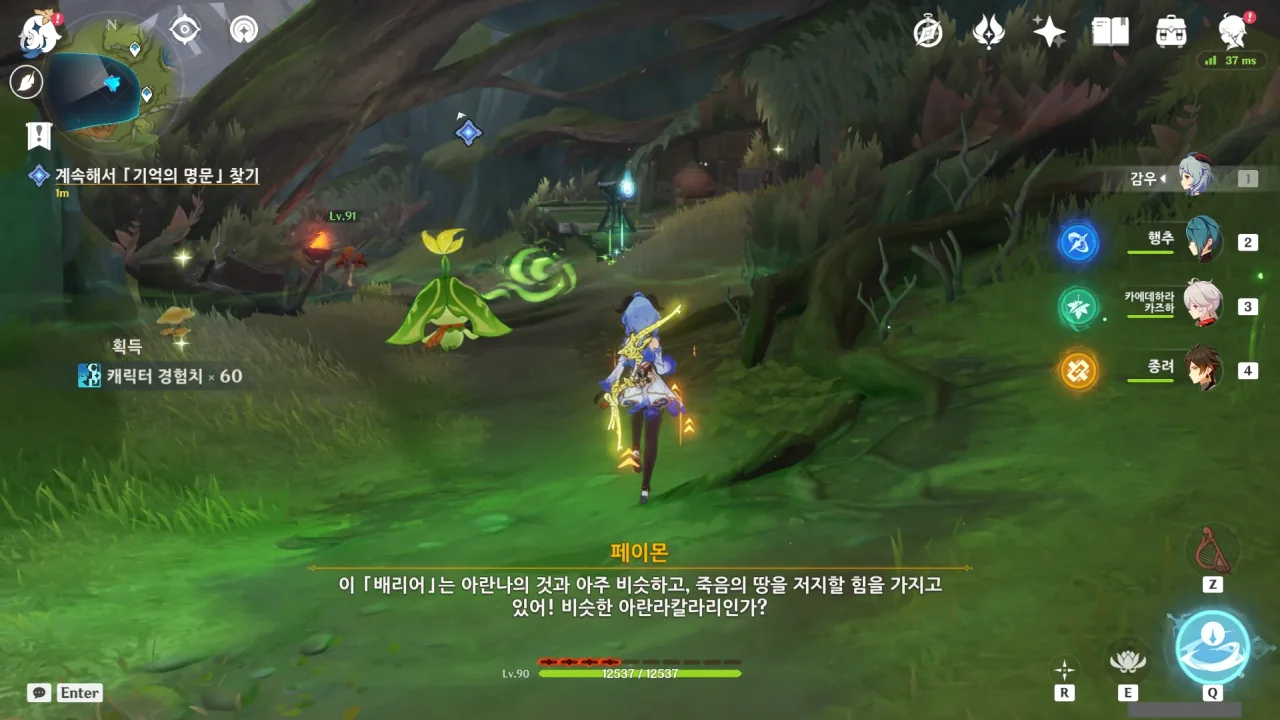 N
37 ms
계속해서 「기억의 명문」 찾기
1m
Lv.91
감우
1
행추
2
카에데하라
카즈하
3
종려
4
획득
캐릭터 경험치 × 60
페이몬
이 「배리어」는 아란나의 것과 아주 비슷하고, 죽음의 땅을 저지할 힘을 가지고
있어! 비슷한 아란라칼라리인가?
Lv.90
12537 / 12537
Z
R
E
Q
Enter